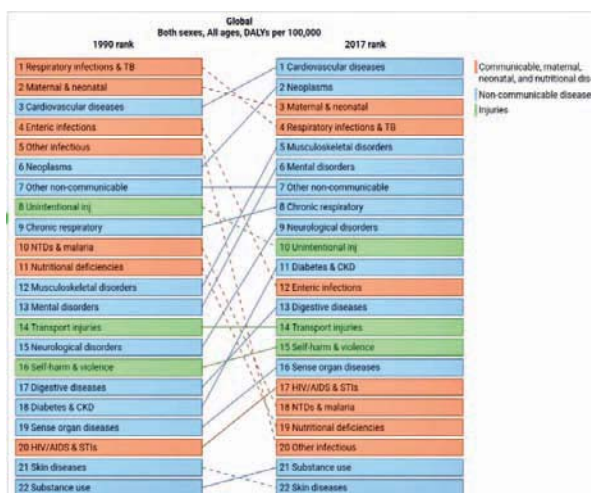 Global
Both sexes, All ages, DALYs per 100,000
1990 rank
2017 rank
1 Respiratory infections & TB
2 Maternal & neonatal
3 Cardiovascular diseases
4 Enteric infections
5 Other infectious
6 Neoplasms
7 Other non-communicable
8 Unintentional inj
9 Chronic respiratory
10 NTDs & malaria
11 Nutritional deficiencies
12 Musculoskeletal disorders
13 Mental disorders
14 Transport injuries
15 Neurological disorders
16 Self-harm & violence
17 Digestive diseases
18 Diabetes & CKD
19 Sense organ diseases
20 HIV/AIDS & STIs
21 Skin diseases
22 Substance use
1 Cardiovascular diseases
2 Neoplasms
3 Maternal & neonatal
4 Respiratory infections & TB
5 Musculoskeletal disorders
6 Mental disorders
7 Other non-communicable
8 Chronic respiratory
9 Neurological disorders
10 Unintentional inj
11 Diabetes & CKD
12 Enteric infections
13 Digestive diseases
14 Transport injuries
15 Self-harm & violence
16 Sense organ diseases
17 HIV/AIDS & STIs
18 NTDs & malaria
19 Nutritional deficiencies
20 Other infectious
21 Substance use
22 Skin diseases
Communicable, maternal,
neonatal, and nutritional dis
Non-communicable disease
Injuries